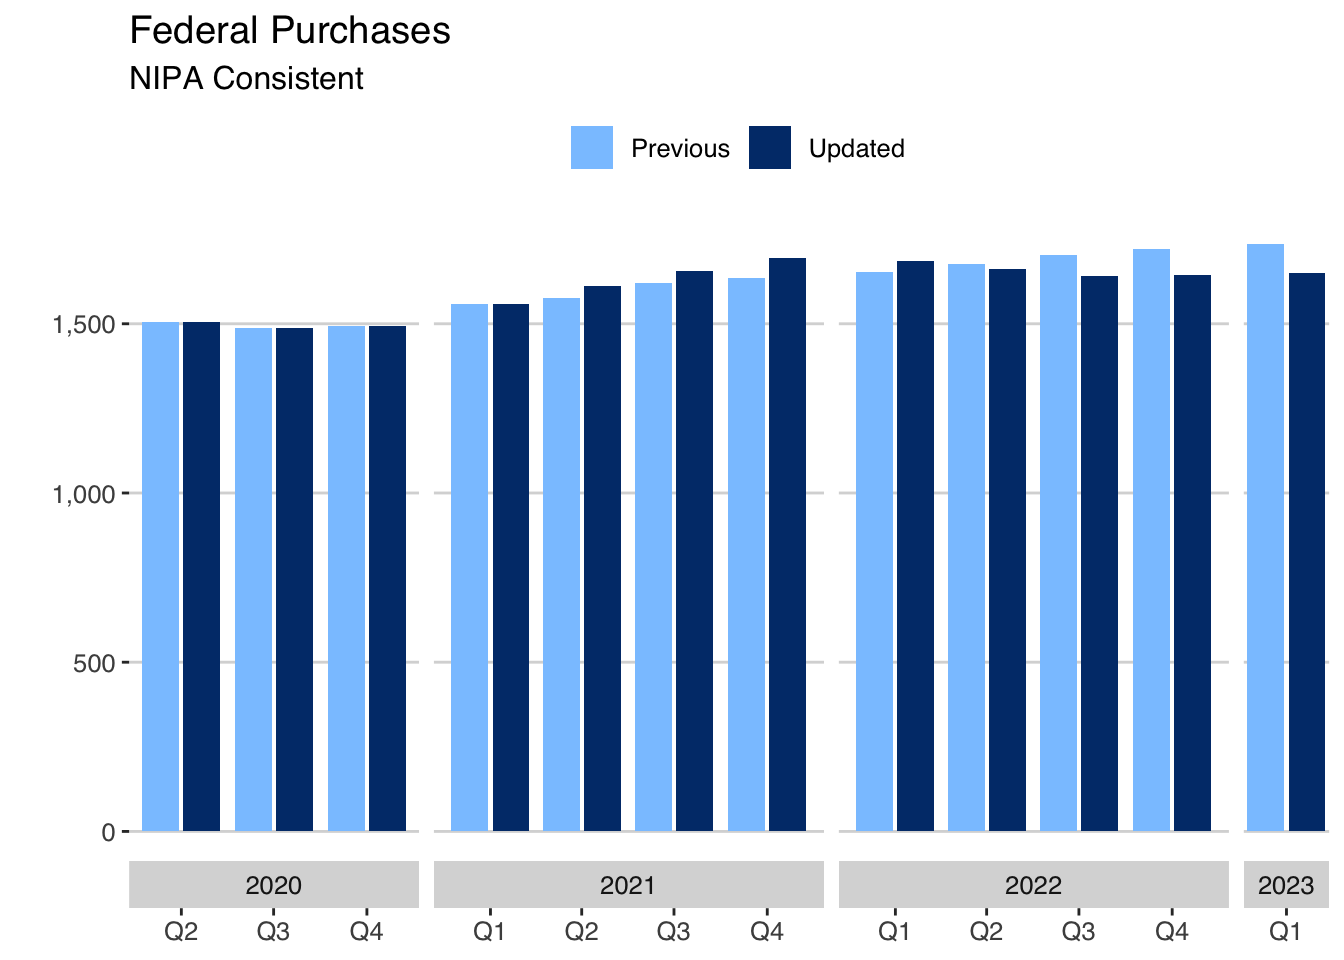 Federal Purchases
NIPA Consistent
Previous Updated
1,500
1,000
500
0
2020 2021 2022 2023
Q2 Q3 Q4 Q1 Q2 Q3 Q4 Q1 Q2 Q3 Q4 Q1